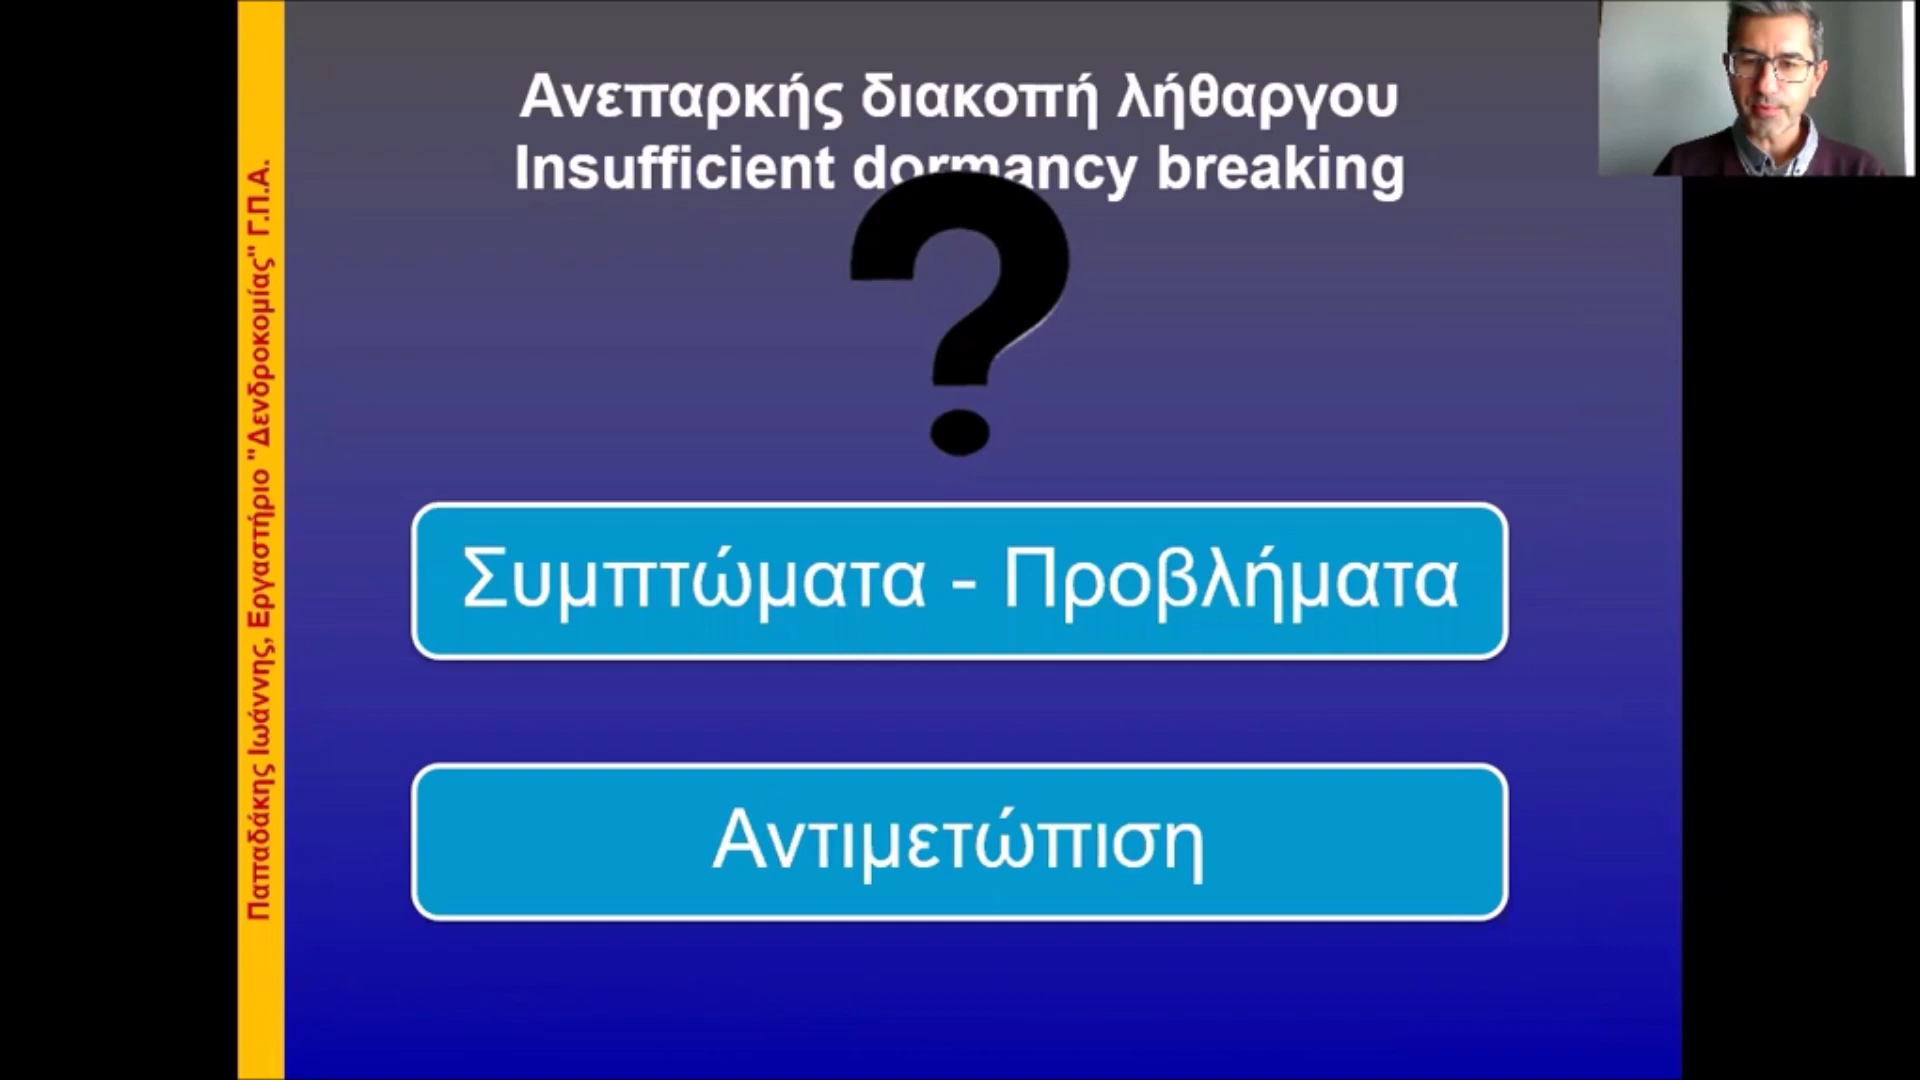 Ανεπαρκής διακοπή λήθαργου
Insufficient dormancy breaking
?
Συμπτώματα - Προβλήματα
Αντιμετώπιση
Παπαδάκης Ιωάννης, Εργαστήριο "Δενδροκομίας" Γ.Π.Α.